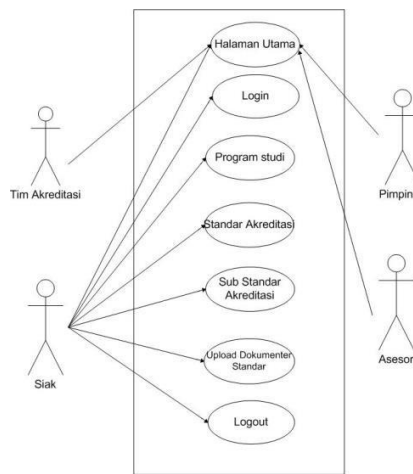 Halaman Utama
Login
Program studi
Tim Akreditasi
Pimpin
Standar Akreditasi
Sub Standar
Akreditasi
Siak
Asesor
Upload Dokumenter
Standar
Logout